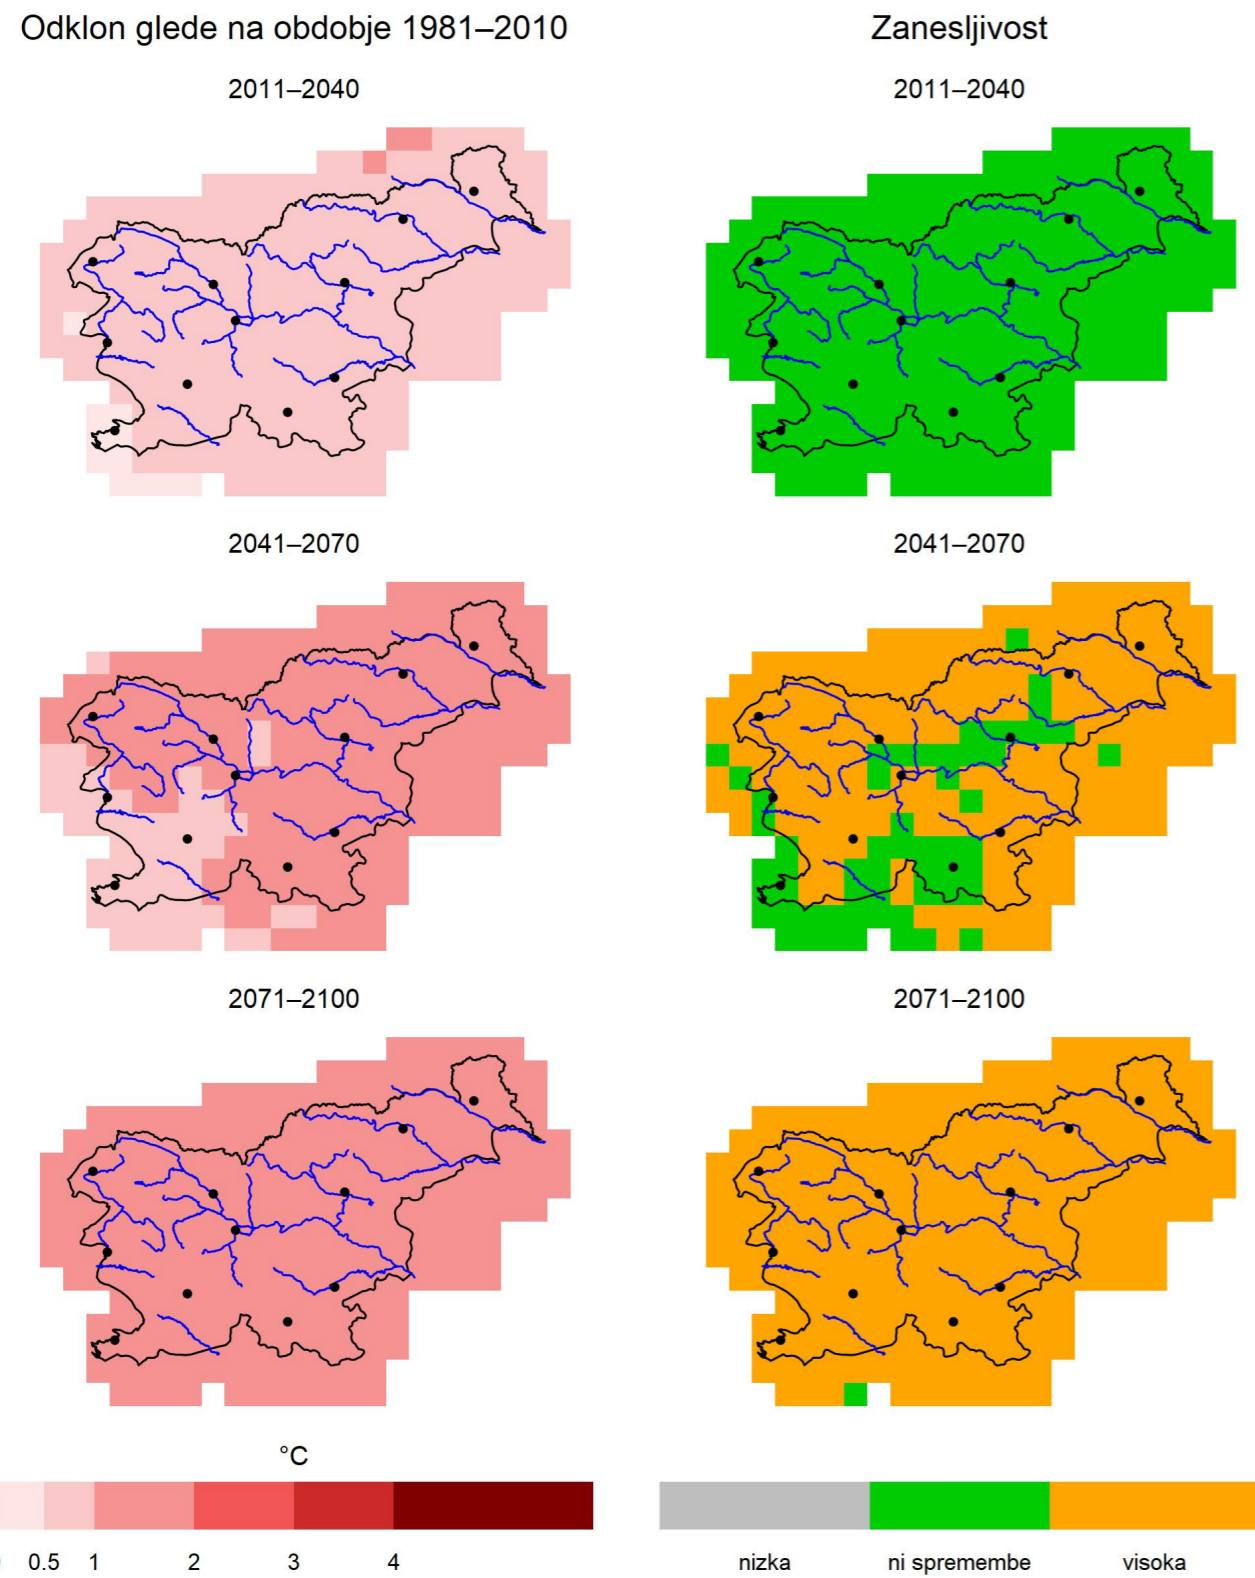 Odklon glede na obdobje 1981–2010
Zanesljivost
2011–2040
2011–2040
2041–2070
2041–2070
2071–2100
2071–2100
°C
0.5 1 2 3 4
nizka ni spremembe visoka